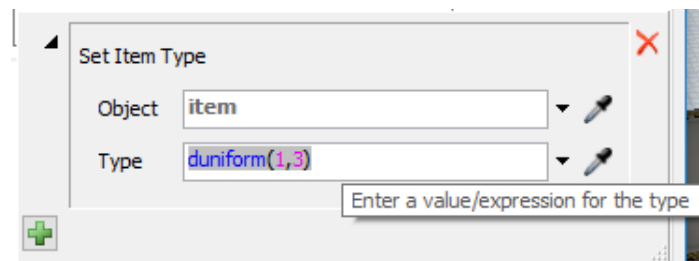 Set Item Type
Object item
Type duniform(1,3)
Enter a value/expression for the type